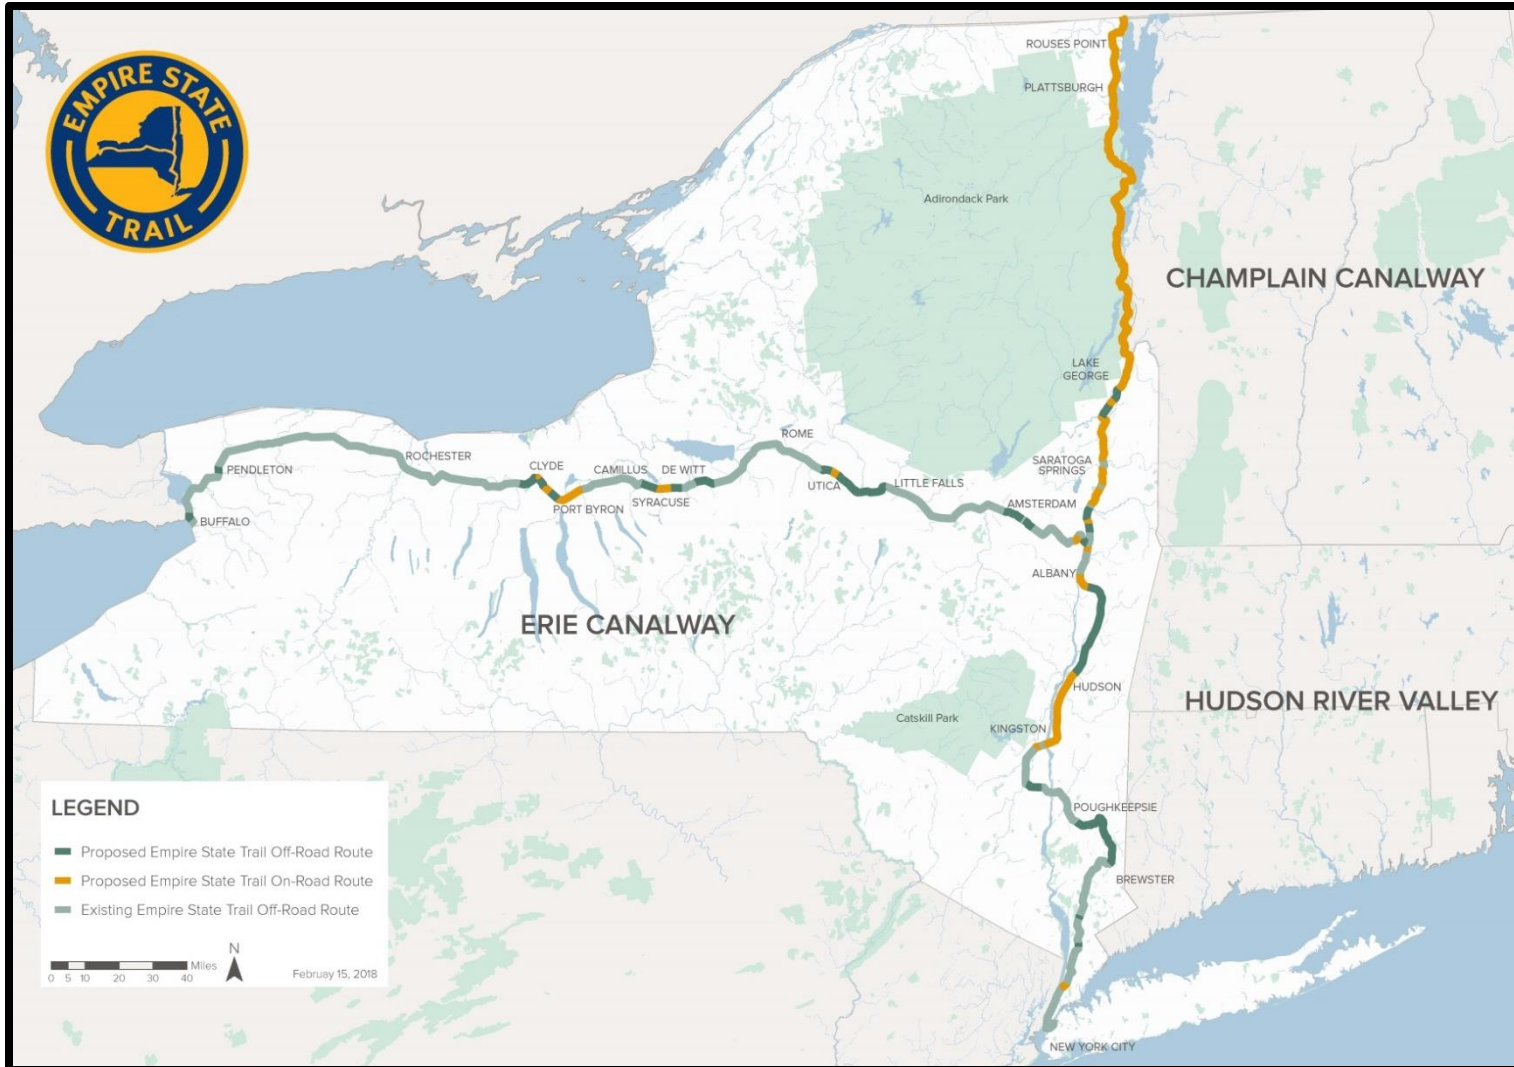 EMPIRE STATE
TRAIL
ROUSES POINT
PLATTSBURGH
Adirondack Park
CHAMPLAIN CANALWAY
LAKE
GEORGE
ROME
ROCHESTER
SARATOGA
SPRINGS
CLYDE
CAMILLUS
DE WITT
PENDLETON
UTICA
LITTLE FALLS
SYRACUSE
AMSTERDAM
PORT BYRON
BUFFALO
ALBANY
ERIE CANALWAY
HUDSON
HUDSON RIVER VALLEY
Catskill Park
KINGSTON
POUGHKEEPSIE
BREWSTER
NEW YORK CITY
LEGEND
Proposed Empire State Trail Off-Road Route
Proposed Empire State Trail On-Road Route
Existing Empire State Trail Off-Road Route
N
Miles
0 5 10 20 30 40
Februay 15, 2018